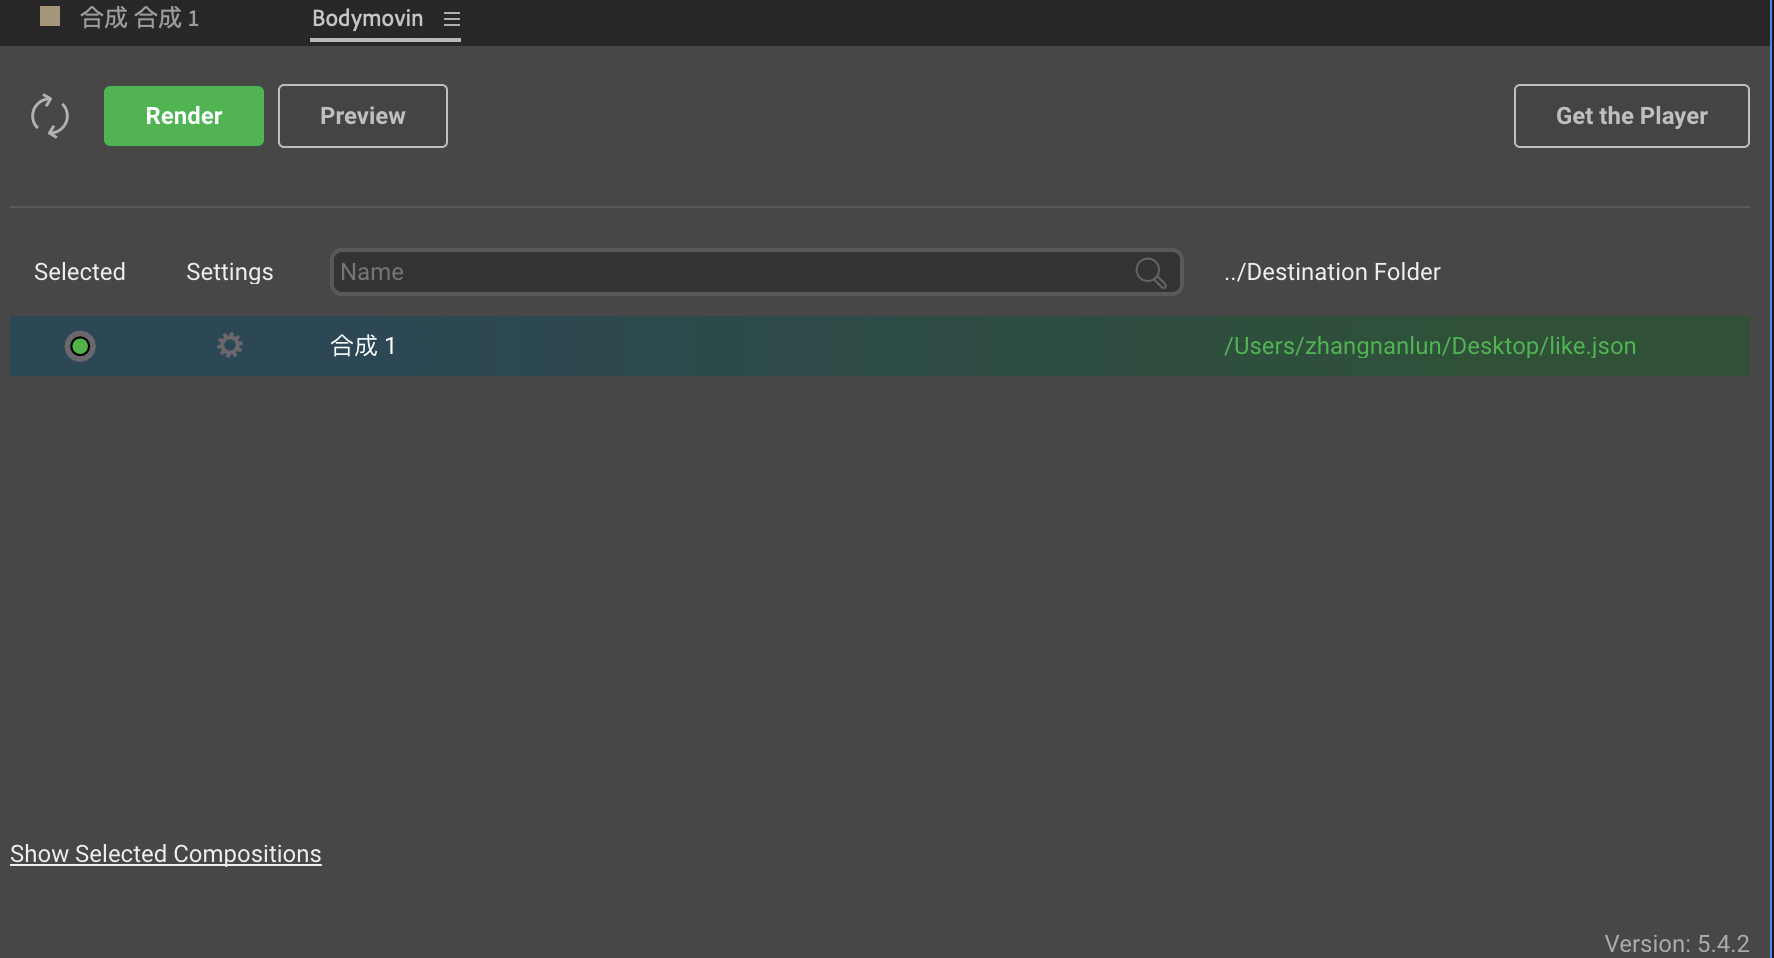 合成 合成 1
Bodymovin
Render
Preview
Get the Player
Selected
Settings
Name
../Destination Folder
合成 1
/Users/zhangnanlun/Desktop/like.json
Show Selected Compositions
Version: 5.4.2